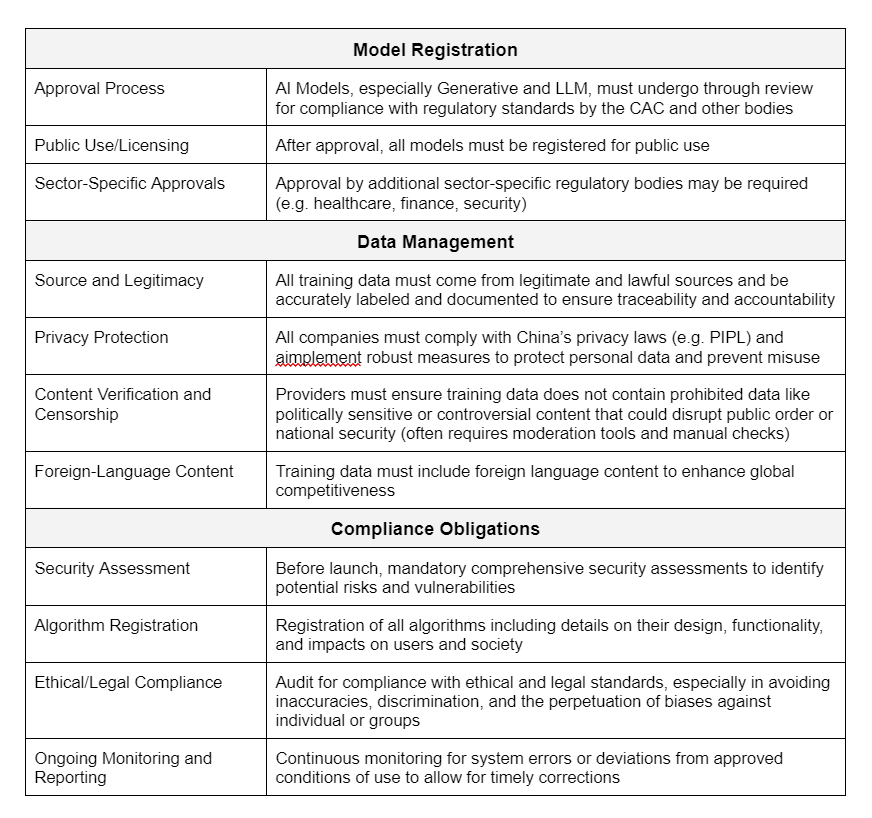 Model Registration
Approval Process
AI Models, especially Generative and LLM, must undergo through review
for compliance with regulatory standards by the CAC and other bodies
Public Use/Licensing
After approval, all models must be registered for public use
Sector-Specific Approvals
Approval by additional sector-specific regulatory bodies may be required
(e.g. healthcare, finance, security)
Data Management
Source and Legitimacy
All training data must come from legitimate and lawful sources and be
accurately labeled and documented to ensure traceability and accountability
Privacy Protection
All companies must comply with China’s privacy laws (e.g. PIPL) and
aimplement robust measures to protect personal data and prevent misuse
Content Verification and
Censorship
Providers must ensure training data does not contain prohibited data like
politically sensitive or controversial content that could disrupt public order or
national security (often requires moderation tools and manual checks)
Foreign-Language Content
Training data must include foreign language content to enhance global
competitiveness
Compliance Obligations
Security Assessment
Before launch, mandatory comprehensive security assessments to identify
potential risks and vulnerabilities
Algorithm Registration
Registration of all algorithms including details on their design, functionality,
and impacts on users and society
Ethical/Legal Compliance
Audit for compliance with ethical and legal standards, especially in avoiding
inaccuracies, discrimination, and the perpetuation of biases against
individual or groups
Ongoing Monitoring and
Reporting
Continuous monitoring for system errors or deviations from approved
conditions of use to allow for timely corrections